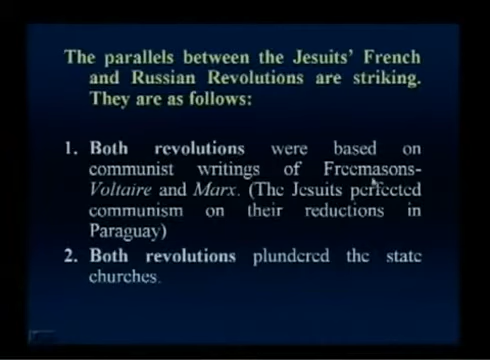 The parallels between the Jesuits' French
and Russian Revolutions are striking.
They are as follows:
1. Both revolutions were based on
communist writings of Freemasons-
Voltaire and Marx. (The Jesuits perfected
communism on their reductions in
Paraguay)
2. Both revolutions plundered the state
churches.